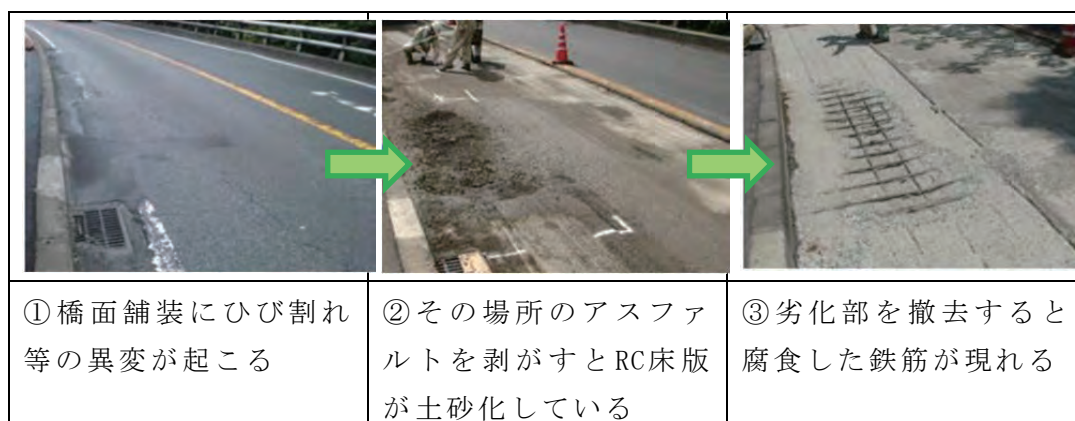 ①橋面舗装にひび割れ
等の異変が起こる
②その場所のアスファ
ルトを剥がすとRC床版
が土砂化している
③劣化部を撤去すると
腐食した鉄筋が現れる